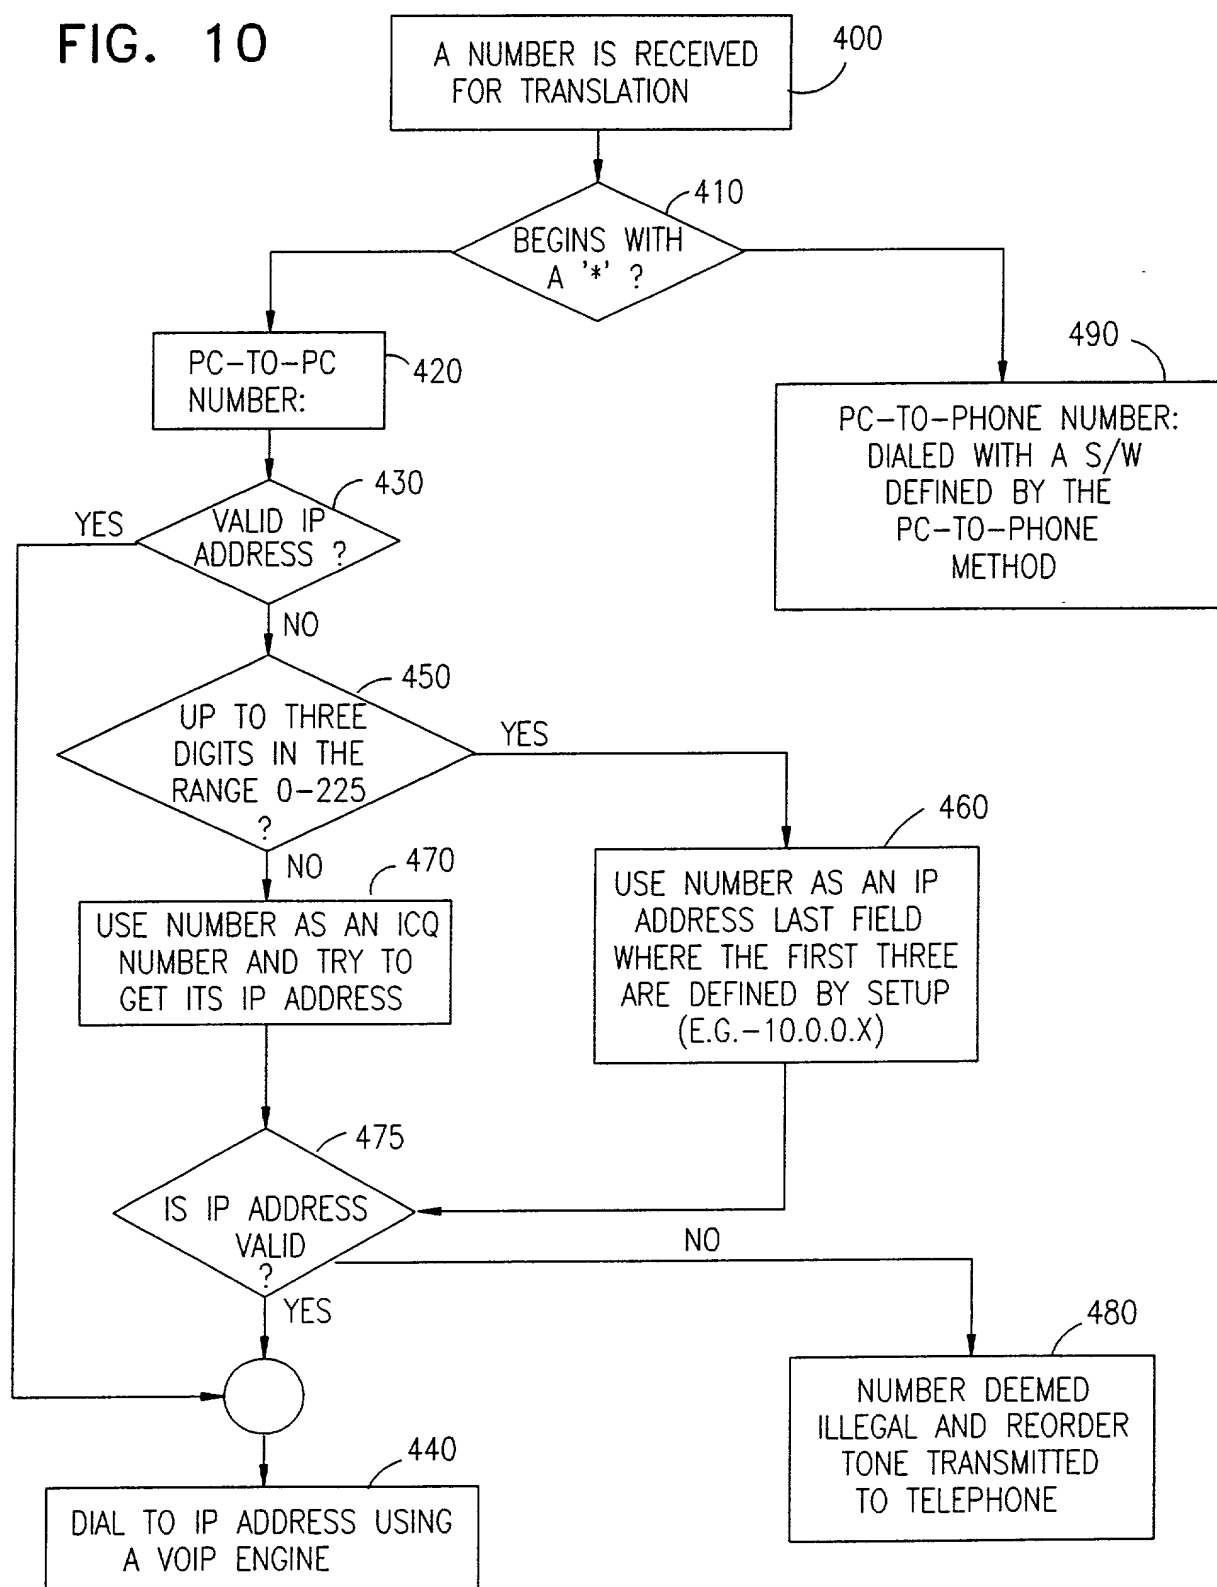 FIG. 10
A NUMBER IS RECEIVED
FOR TRANSLATION
400
410
BEGINS WITH
A '*' ?
PC-TO-PC
NUMBER:
420
490
PC-TO-PHONE NUMBER:
DIALED WITH A S/W
DEFINED BY THE
PC-TO-PHONE
METHOD
430
YES
VALID IP
ADDRESS ?
NO
450
UP TO THREE
DIGITS IN THE
RANGE 0-225
?
YES
NO
460
USE NUMBER AS AN IP
ADDRESS LAST FIELD
WHERE THE FIRST THREE
ARE DEFINED BY SETUP
(E.G.-10.0.0.X)
470
USE NUMBER AS AN ICQ
NUMBER AND TRY TO
GET ITS IP ADDRESS
475
IS IP ADDRESS
VALID
?
NO
YES
480
NUMBER DEEMED
ILLEGAL AND REORDER
TONE TRANSMITTED
TO TELEPHONE
440
DIAL TO IP ADDRESS USING
A VOIP ENGINE